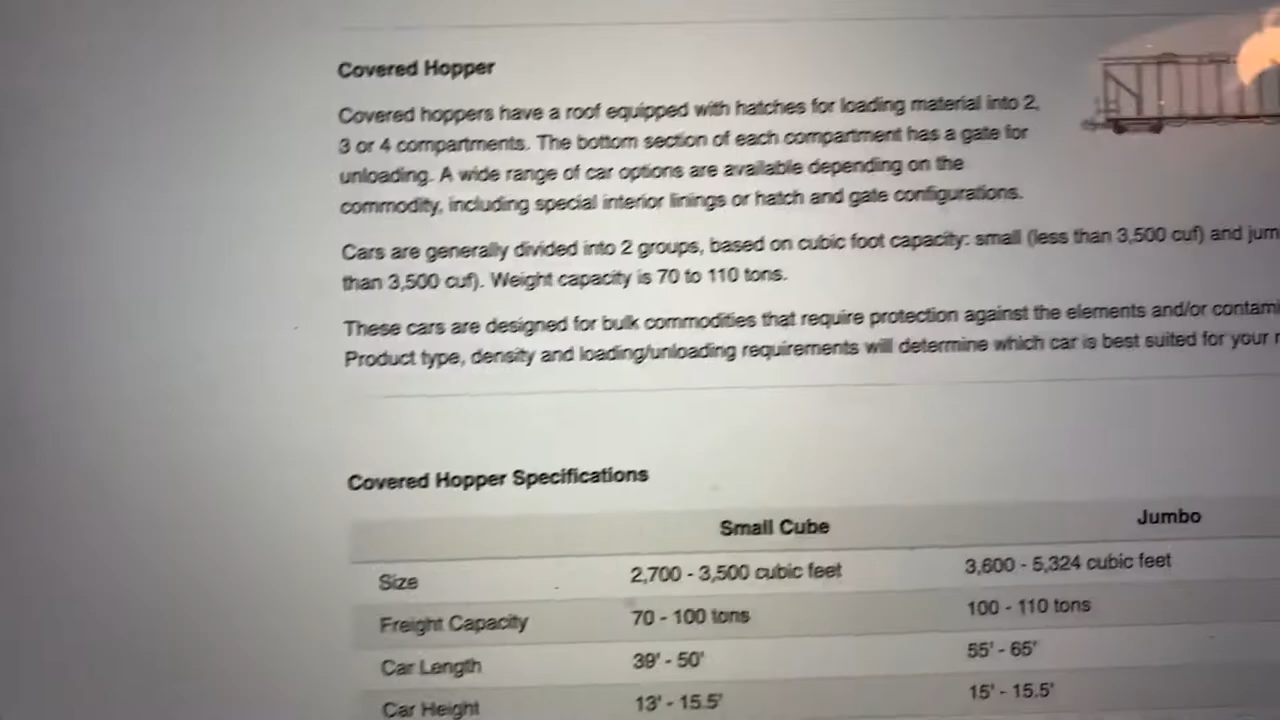 Covered Hopper
Covered hoppers have a roof equipped with hatches for loading material into 2,
3 or 4 compartments. The bottom section of each compartment has a gate for
unloading. A wide range of car options are available depending on the
commodity, including special interior linings or hatch and gate configurations.
Cars are generally divided into 2 groups, based on cubic foot capacity: small (less than 3,500 cuf) and jum
than 3,500 cuf). Weight capacity is 70 to 110 tons.
These cars are designed for bulk commodities that require protection against the elements and/or contam
Product type, density and loading/unloading requirements will determine which car is best suited for your
Covered Hopper Specifications
Small Cube Jumbo
Size 2,700 - 3,500 cubic feet 3,600 - 5,324 cubic feet
Freight Capacity 70 - 100 tons 100 - 110 tons
Car Length 39' - 50' 55' - 65'
Car Height 13' - 15.5' 15' - 15.5'